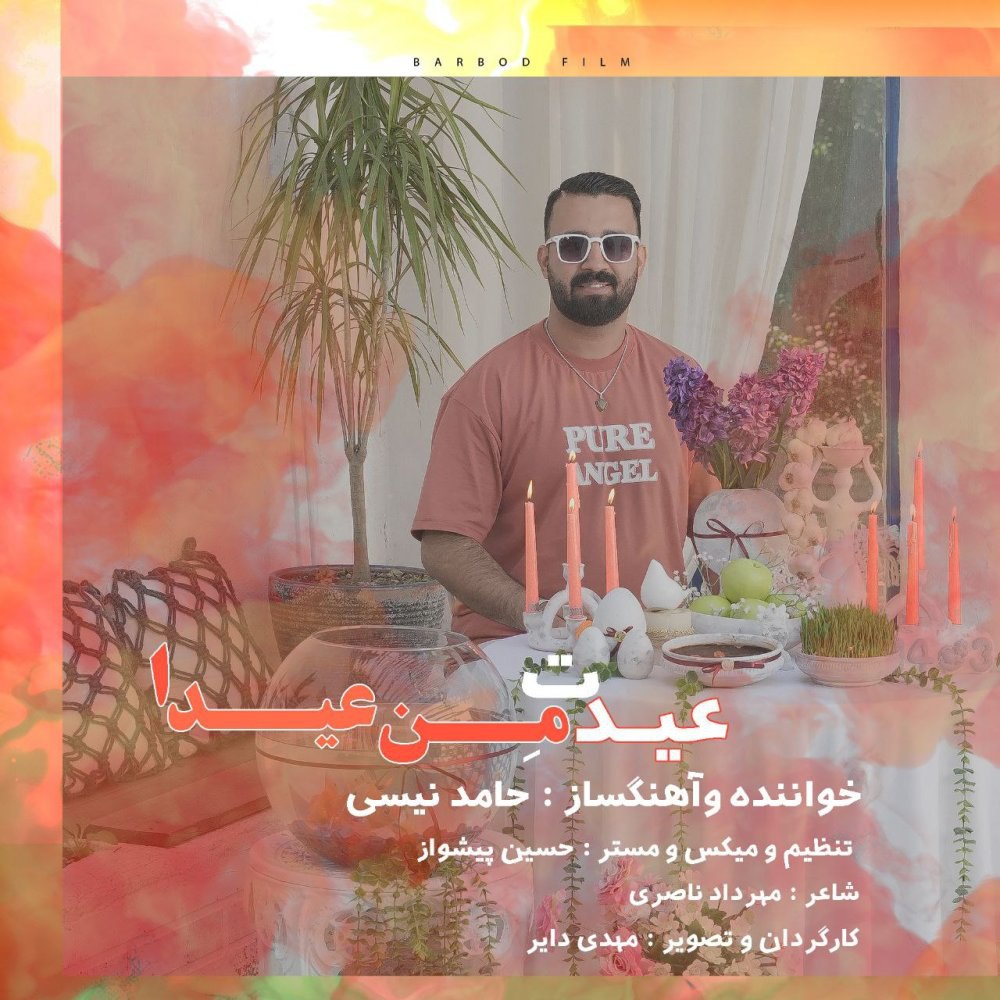 BARBOD FILM
PURE
ANGEL
عیدت مِن عیدا
خواننده وآهنگساز : حامد نیسی
تنظیم و میکس و مستر : حسین پیشواز
شاعر : مهرداد ناصری
کارگردان و تصویر : مهدی دایر